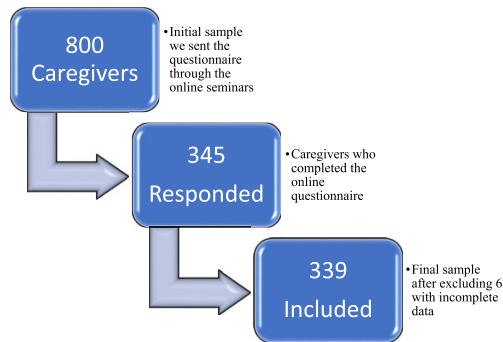 800
Caregivers
•Initial sample
we sent the
questionnaire
through the
online seminars
345
Responded
•Caregivers who
completed the
online
questionnaire
339
Included
•Final sample
after excluding 6
with incomplete
data